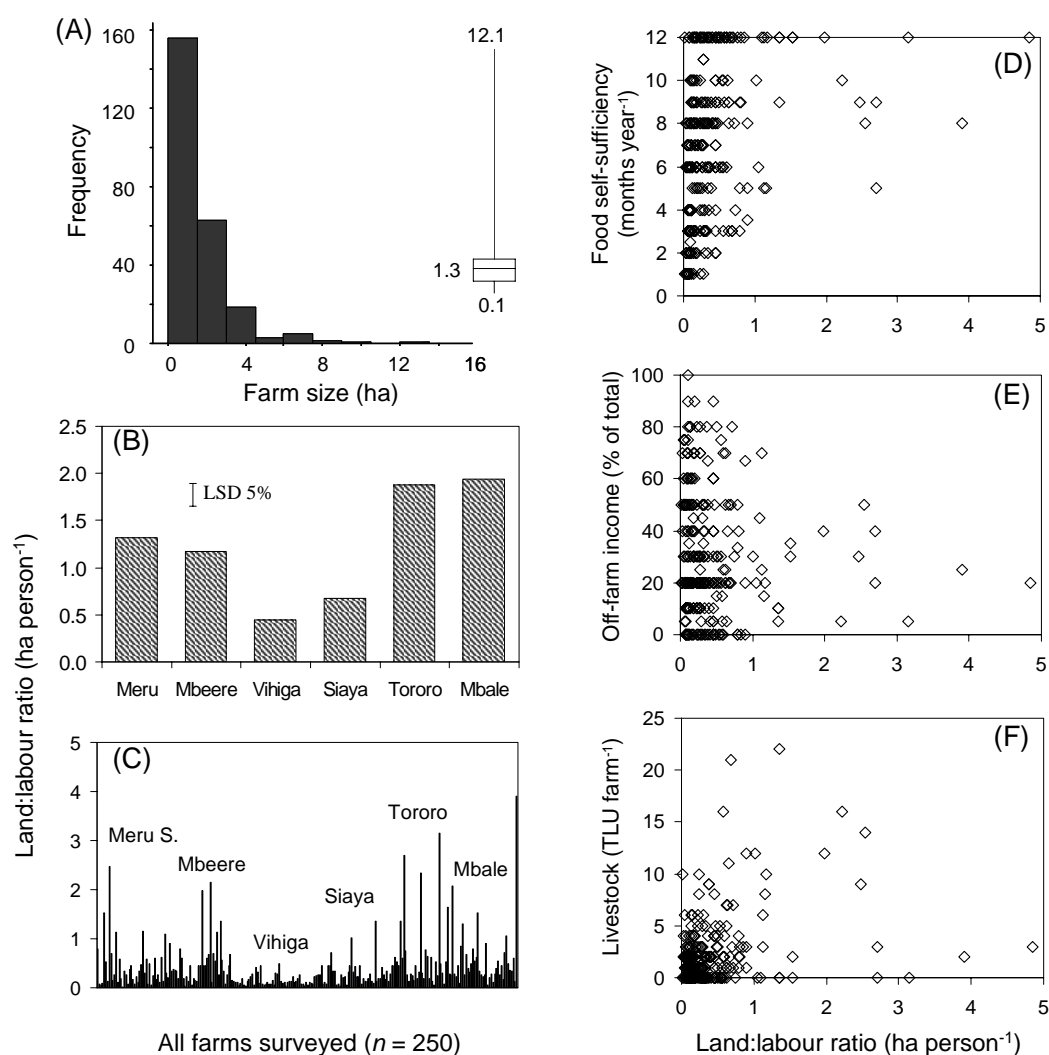 (A)
160
120
80
40
0
Frequency
0 4 8 12 16
Farm size (ha)
12.1
1.3
0.1
(B)
2.5
2.0
1.5
1.0
0.5
0.0
LSD 5%
Meru Mbeere Vihiga Siaya Tororo Mbale
Land:labour ratio (ha person⁻¹)
(C)
5
4
3
2
1
0
Meru S.
Mbeere
Vihiga
Siaya
Tororo
Mbale
All farms surveyed (n = 250)
(D)
12
10
8
6
4
2
0
Food self-sufficiency
(months year⁻¹)
0 1 2 3 4 5
(E)
100
80
60
40
20
0
Off-farm income (% of total)
0 1 2 3 4 5
(F)
25
20
15
10
5
0
Livestock (TLU farm⁻¹)
0 1 2 3 4 5
Land:labour ratio (ha person⁻¹)